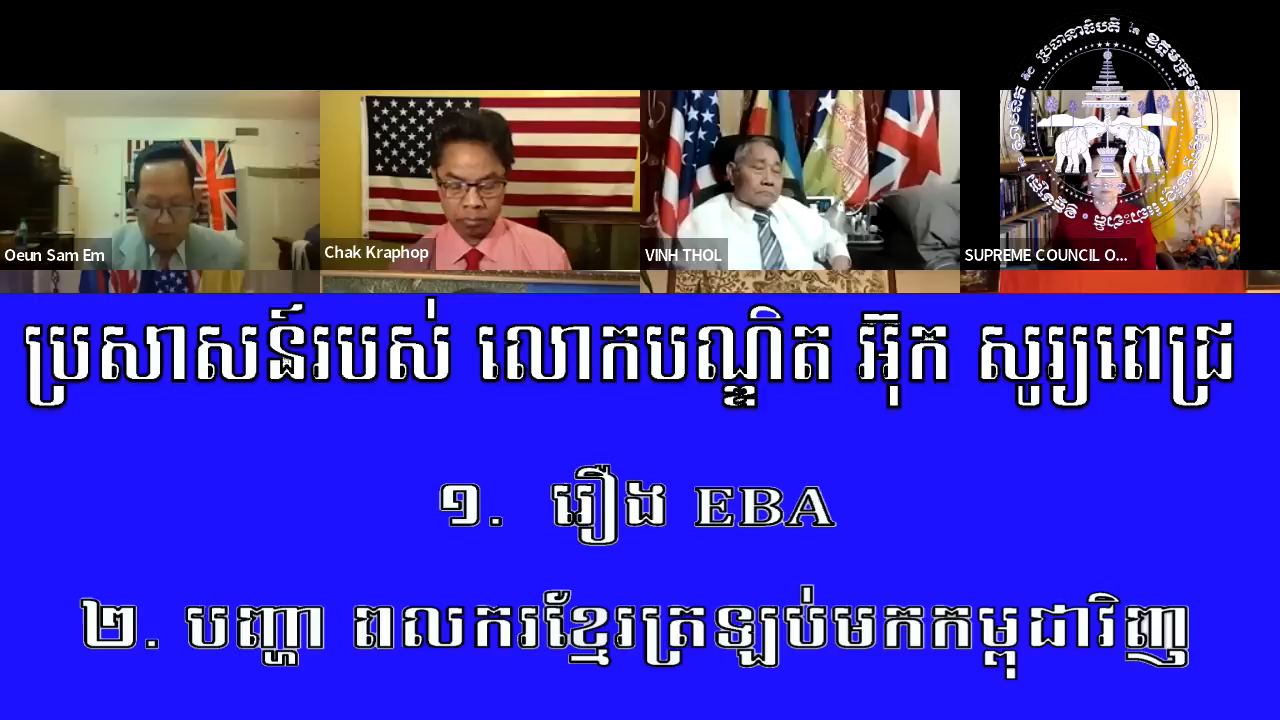 Oeun Sam Em
Chak Kraphop
VINH THOL
SUPREME COUNCIL O...
ប្រសាសន៍របស់ លោកបណ្ឌិត អ៊ុក សូរ្យពេជ្រ
១. រឿង EBA
២. បញ្ហា ពលករខ្មែរត្រឡប់មកកម្ពុជាវិញ